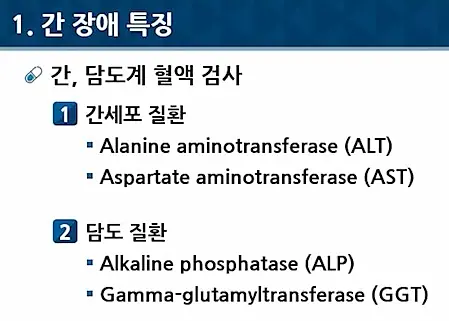 1. 간 장애 특징
간, 담도계 혈액 검사
1 간세포 질환
▪ Alanine aminotransferase (ALT)
▪ Aspartate aminotransferase (AST)
2 담도 질환
▪ Alkaline phosphatase (ALP)
▪ Gamma-glutamyltransferase (GGT)